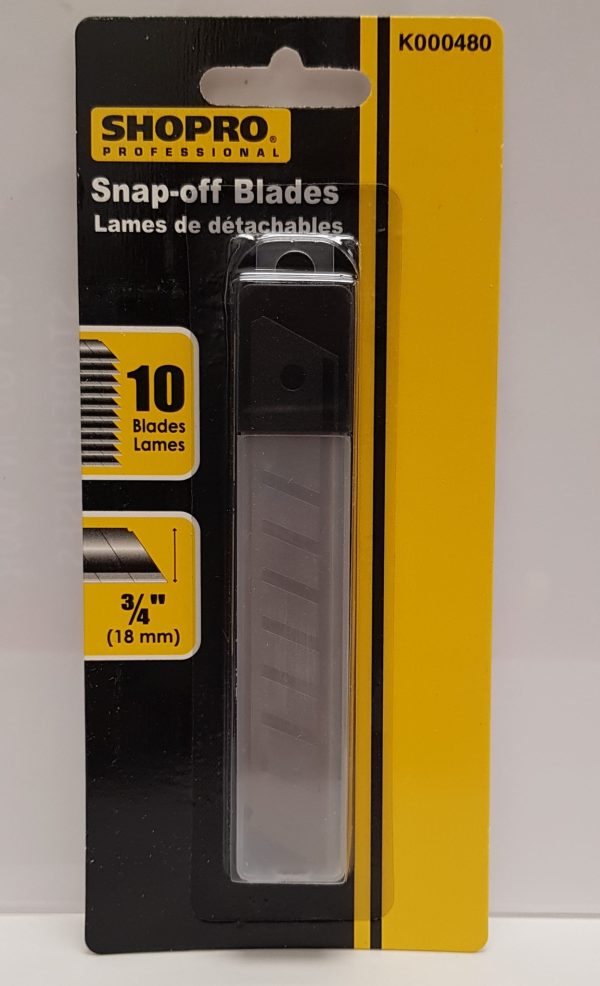 K000480
SHOPRO®
PROFESSIONAL
Snap-off Blades
Lames de détachables
10
Blades
Lames
3/4"
(18 mm)